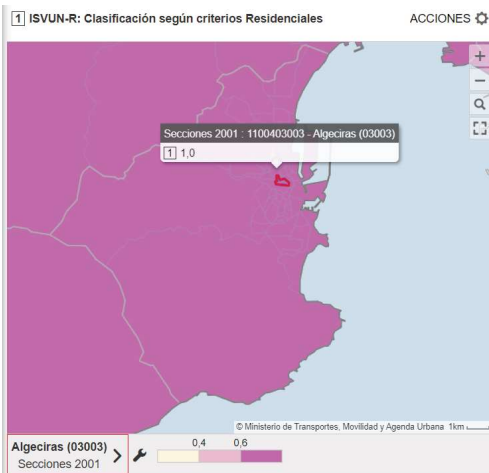 1 ISVUN-R: Clasificación según criterios Residenciales
ACCIONES
Secciones 2001 : 1100403003 - Algeciras (03003)
1 1,0
© Ministerio de Transportes, Movilidad y Agenda Urbana 1km
Algeciras (03003)
Secciones 2001
0,4 0,6